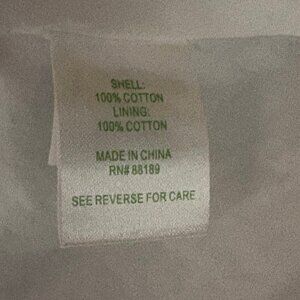 SHELL:
100% COTTON
LINING:
100% COTTON
MADE IN CHINA
RN# 88189
SEE REVERSE FOR CARE